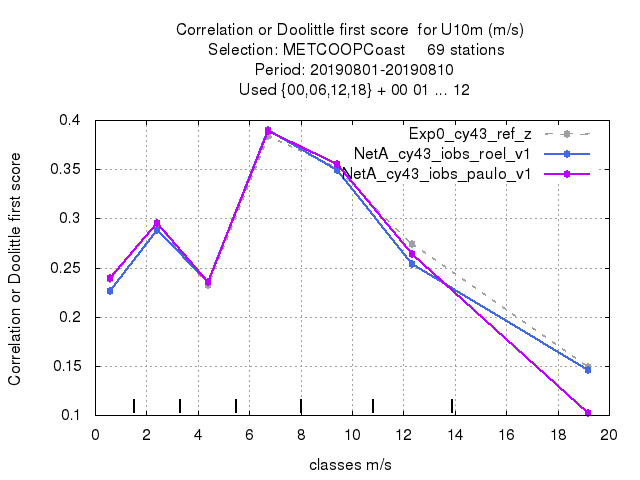 Correlation or Doolittle first score  for U10m (m/s)
Selection: METCOOPCoast     69 stations
Period: 20190801-20190810
Used {00,06,12,18} + 00 01 ... 12
Correlation or Doolittle first score
0.4
0.35
0.3
0.25
0.2
0.15
0.1
Exp0_cy43_ref_z
NetA_cy43_iobs_roel_v1
NetA_cy43_iobs_paulo_v1
0 2 4 6 8 10 12 14 16 18 20
classes m/s